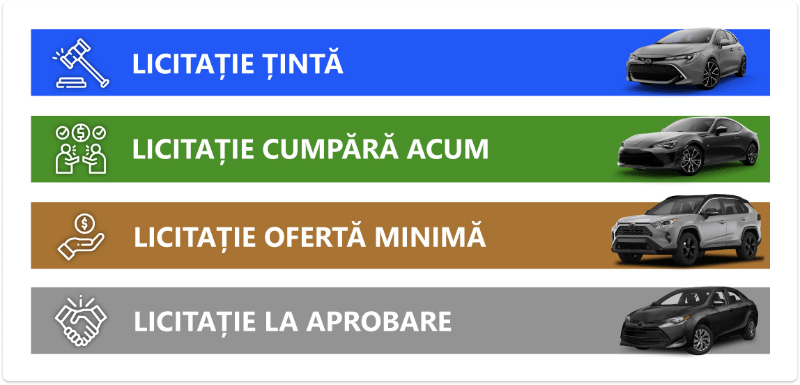 LICITAȚIE ȚINTĂ
LICITAȚIE CUMPĂRĂ ACUM
LICITAȚIE OFERTĂ MINIMĂ
LICITAȚIE LA APROBARE